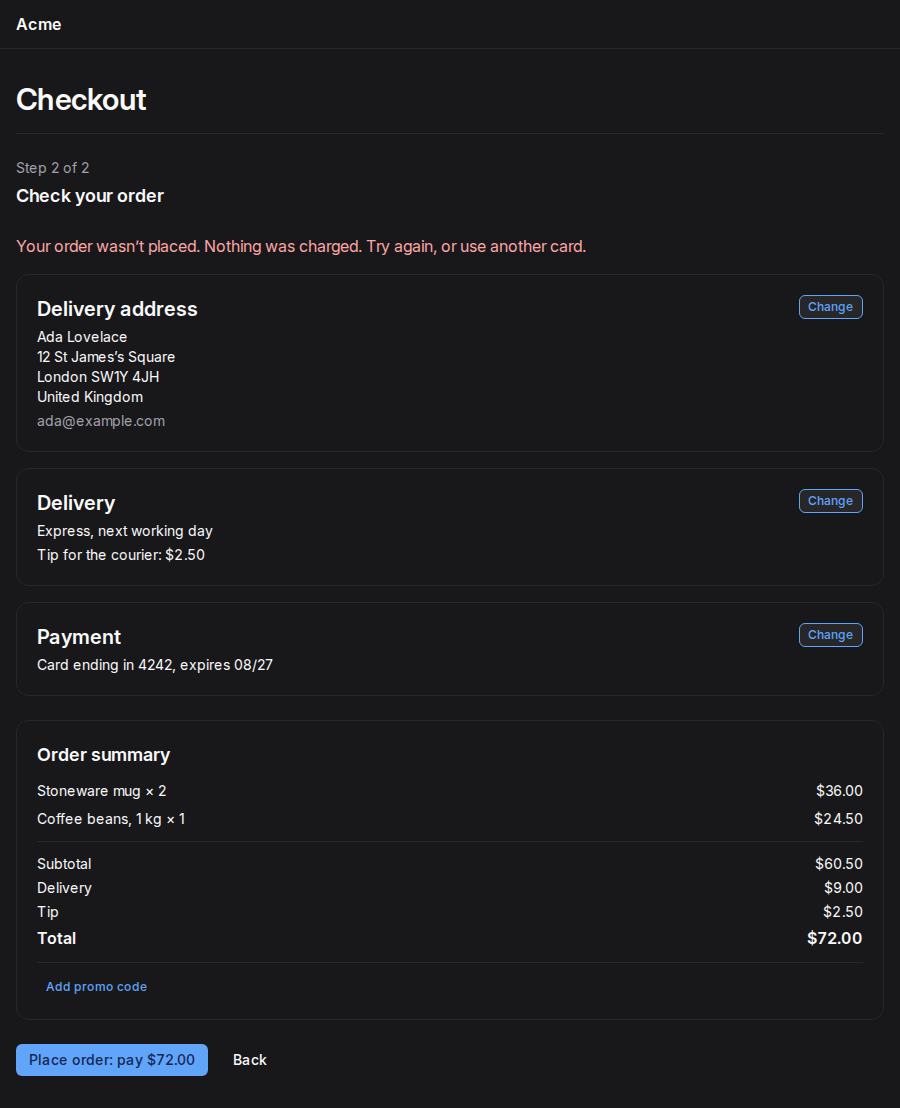 Acme
Checkout
Step 2 of 2
Check your order
Your order wasn’t placed. Nothing was charged. Try again, or use another card.
Delivery address
Change
Ada Lovelace
12 St James’s Square
London SW1Y 4JH
United Kingdom
ada@example.com
Delivery
Change
Express, next working day
Tip for the courier: $2.50
Payment
Change
Card ending in 4242, expires 08/27
Order summary
Stoneware mug × 2 $36.00
Coffee beans, 1 kg × 1 $24.50
Subtotal $60.50
Delivery $9.00
Tip $2.50
Total $72.00
Add promo code
Place order: pay $72.00 Back